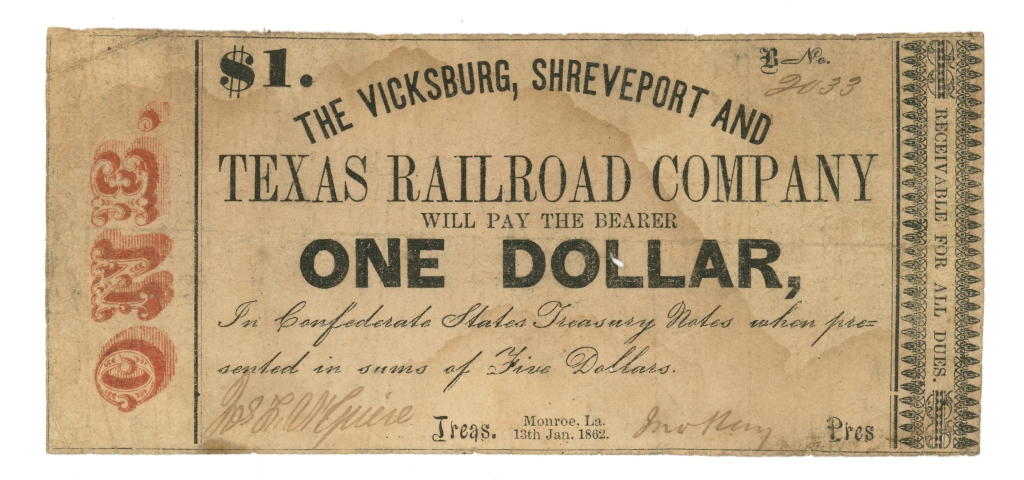 $1.
B No.
2033
THE VICKSBURG, SHREVEPORT AND
TEXAS RAILROAD COMPANY
WILL PAY THE BEARER
ONE DOLLAR,
In Confederate States Treasury Notes when pre=
sented in sums of Five Dollars.
Treas.
Monroe, La.
13th Jan. 1862.
Pres
ONE.
RECEIVABLE FOR ALL DUES.